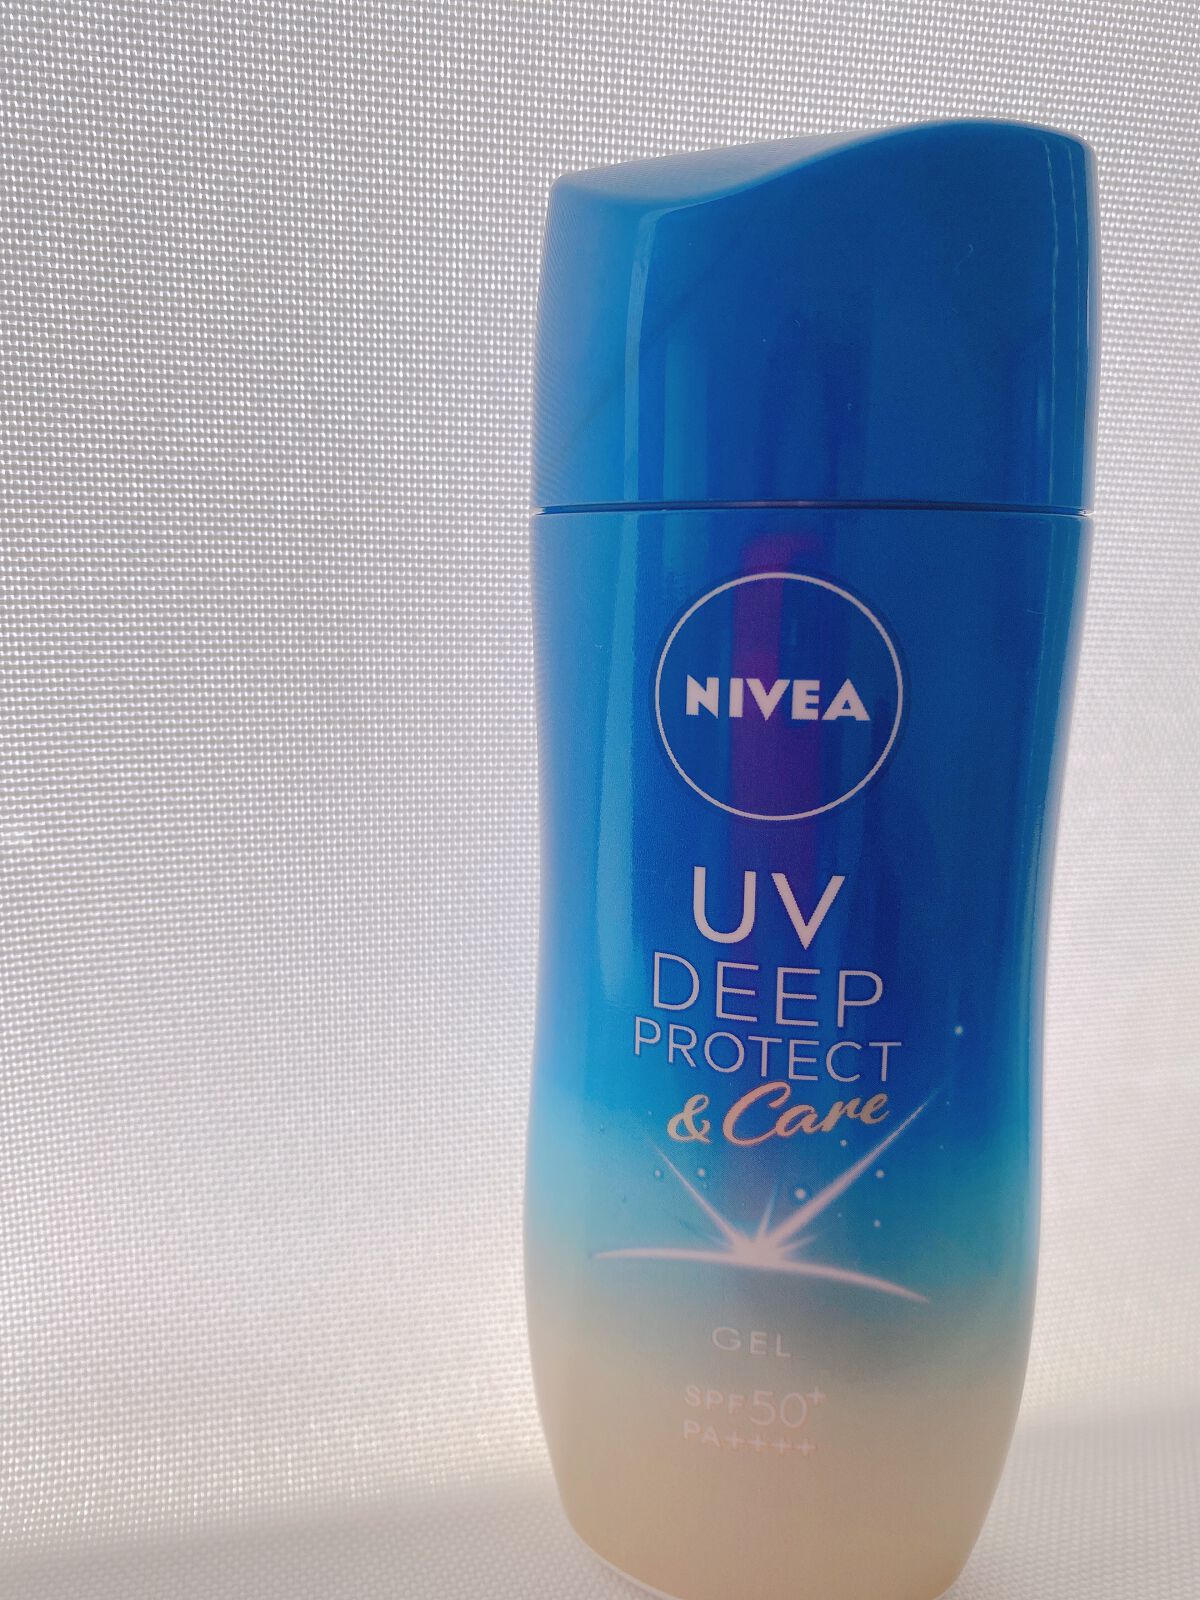 NIVEA
UV
DEEP
PROTECT
& Care
GEL
SPF50+
PA++++